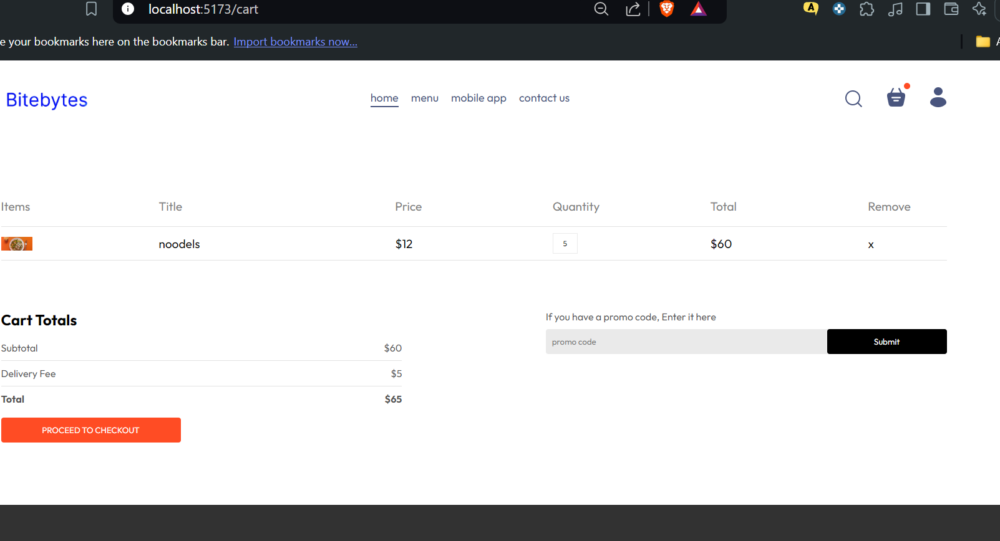 localhost:5173/cart
e your bookmarks here on the bookmarks bar. Import bookmarks now...
Bitebytes home menu mobile app contact us
Items Title Price Quantity Total Remove
noodels $12 5 $60 x
Cart Totals
Subtotal $60
Delivery Fee $5
Total $65
PROCEED TO CHECKOUT
If you have a promo code, Enter it here
promo code Submit